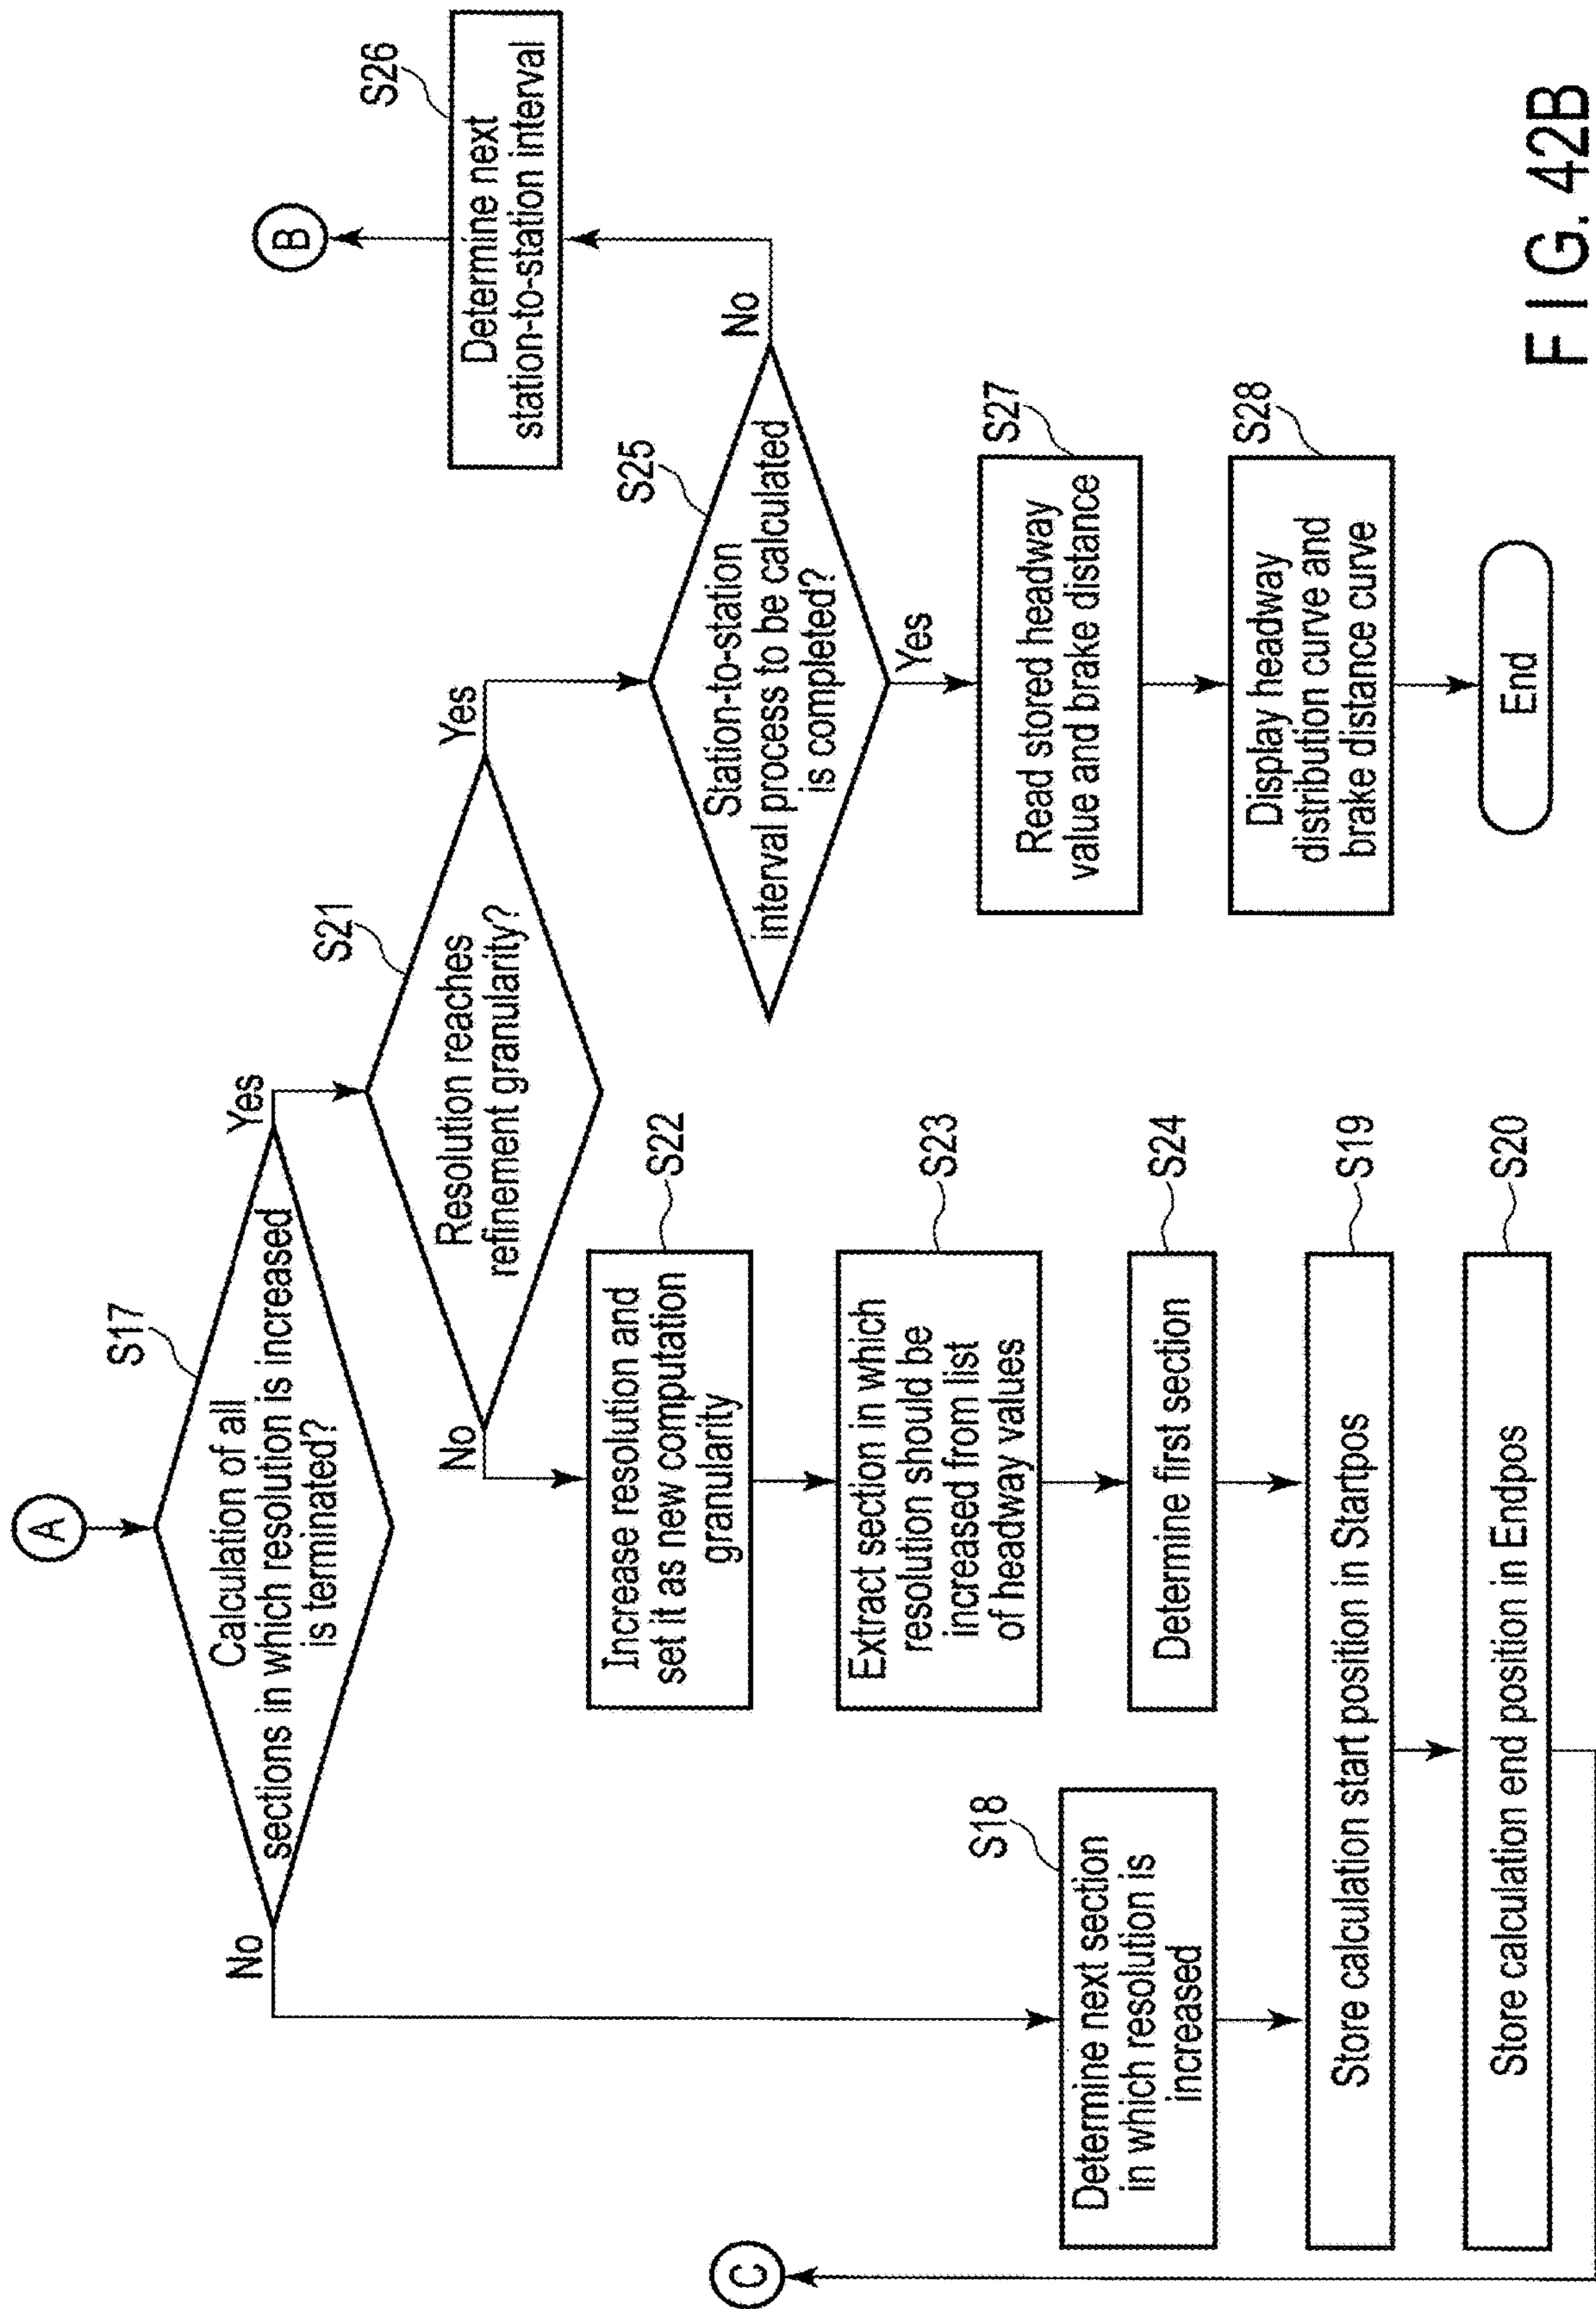 A
S17
Calculation of all
sections in which resolution is increased
is terminated?
No
Yes
S18
Determine next section
in which resolution is
increased
S21
Resolution reaches
refinement granularity?
No
Yes
S22
Increase resolution and
set it as new computation
granularity
S23
Extract section in which
resolution should be
increased from list
of headway values
S24
Determine first section
S19
Store calculation start position in Startpos
S20
Store calculation end position in Endpos
C
S25
Station-to-station
interval process to be calculated
is completed?
No
Yes
S26
Determine next
station-to-station interval
B
S27
Read stored headway
value and brake distance
S28
Display headway
distribution curve and
brake distance curve
End
FIG. 42B